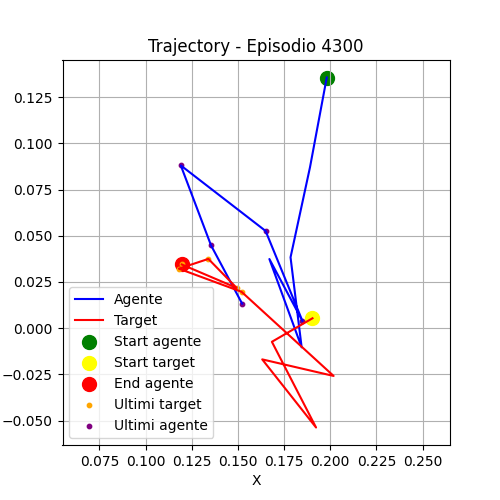 Trajectory - Episodio 4300
0.125
0.100
0.075
0.050
0.025
0.000
−0.025
−0.050
Agente
Target
Start agente
Start target
End agente
Ultimi target
Ultimi agente
0.075 0.100 0.125 0.150 0.175 0.200 0.225 0.250
X